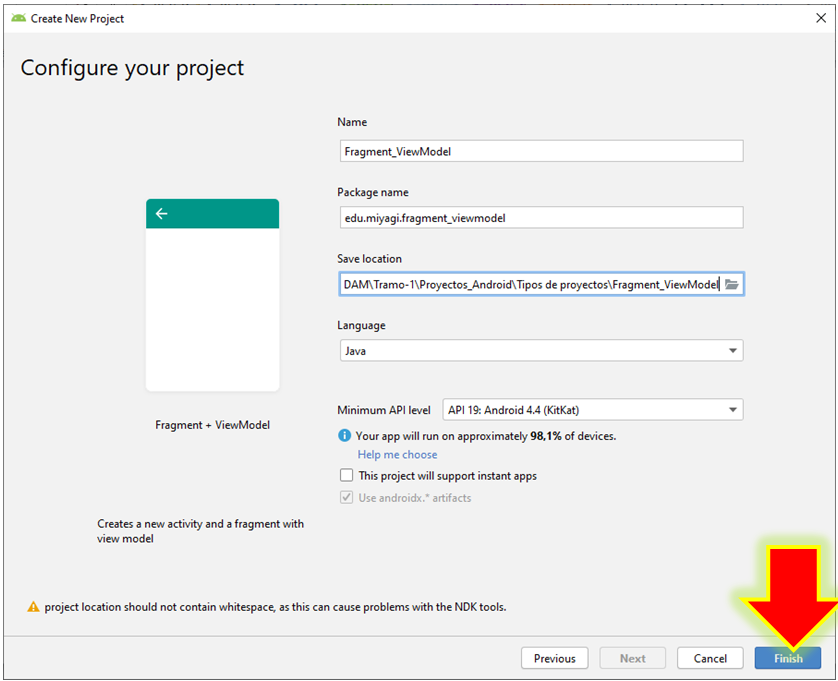 Create New Project
Configure your project
Name
Fragment_ViewModel
Package name
edu.miyagi.fragment_viewmodel
Save location
DAM\Tramo-1\Proyectos_Android\Tipos de proyectos\Fragment_ViewModel
Language
Java
Minimum API level API 19: Android 4.4 (KitKat)
Your app will run on approximately 98,1% of devices.
Help me choose
This project will support instant apps
Use androidx.* artifacts
Fragment + ViewModel
Creates a new activity and a fragment with
view model
project location should not contain whitespace, as this can cause problems with the NDK tools.
Previous Next Cancel Finish